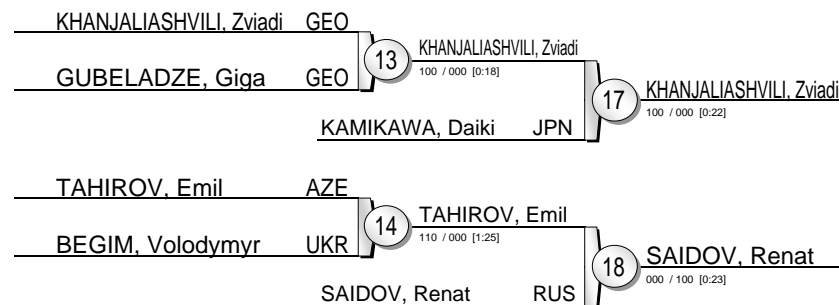 KHANJALIASHVILI, Zviadi GEO
13
KHANJALIASHVILI, Zviadi
100 / 000 [0:18]
GUBELADZE, Giga GEO
17
KHANJALIASHVILI, Zviadi
100 / 000 [0:22]
KAMIKAWA, Daiki JPN
TAHIROV, Emil AZE
14
TAHIROV, Emil
110 / 000 [1:25]
BEGIM, Volodymyr UKR
18
SAIDOV, Renat
000 / 100 [0:23]
SAIDOV, Renat RUS